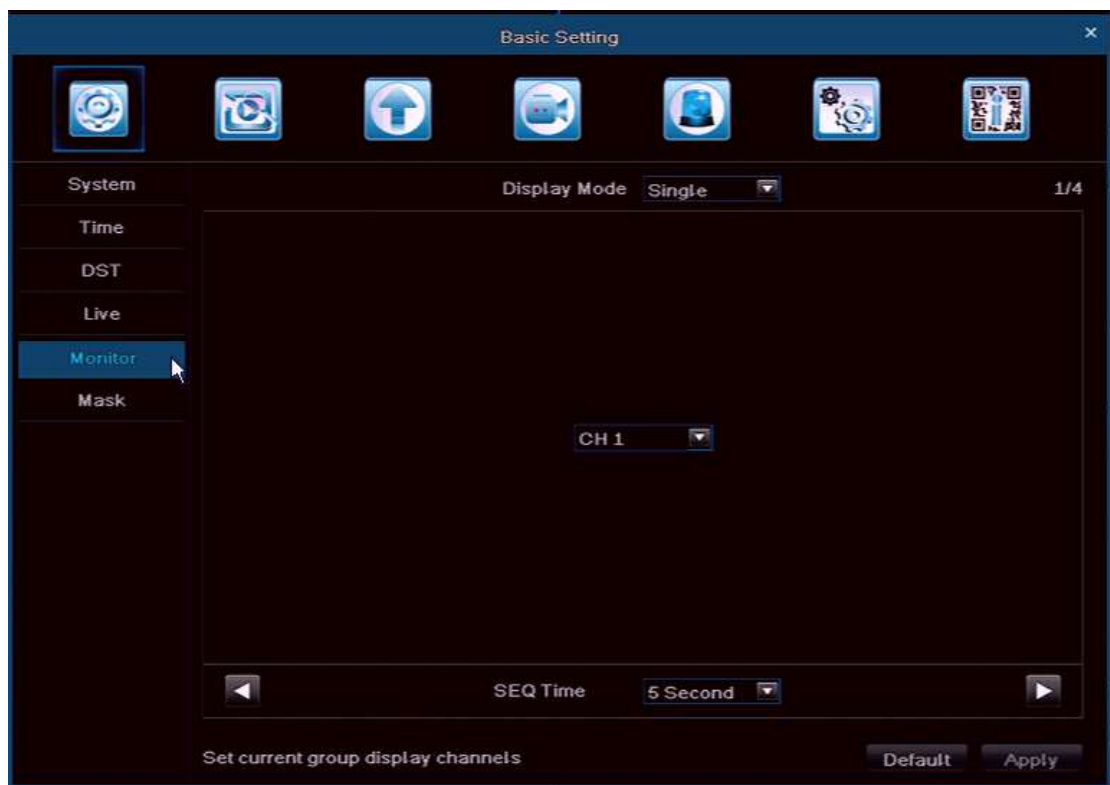 Basic Setting
System
Time
DST
Live
Monitor
Mask
Display Mode Single 1/4
CH 1
SEQ Time 5 Second
Set current group display channels
Default Apply